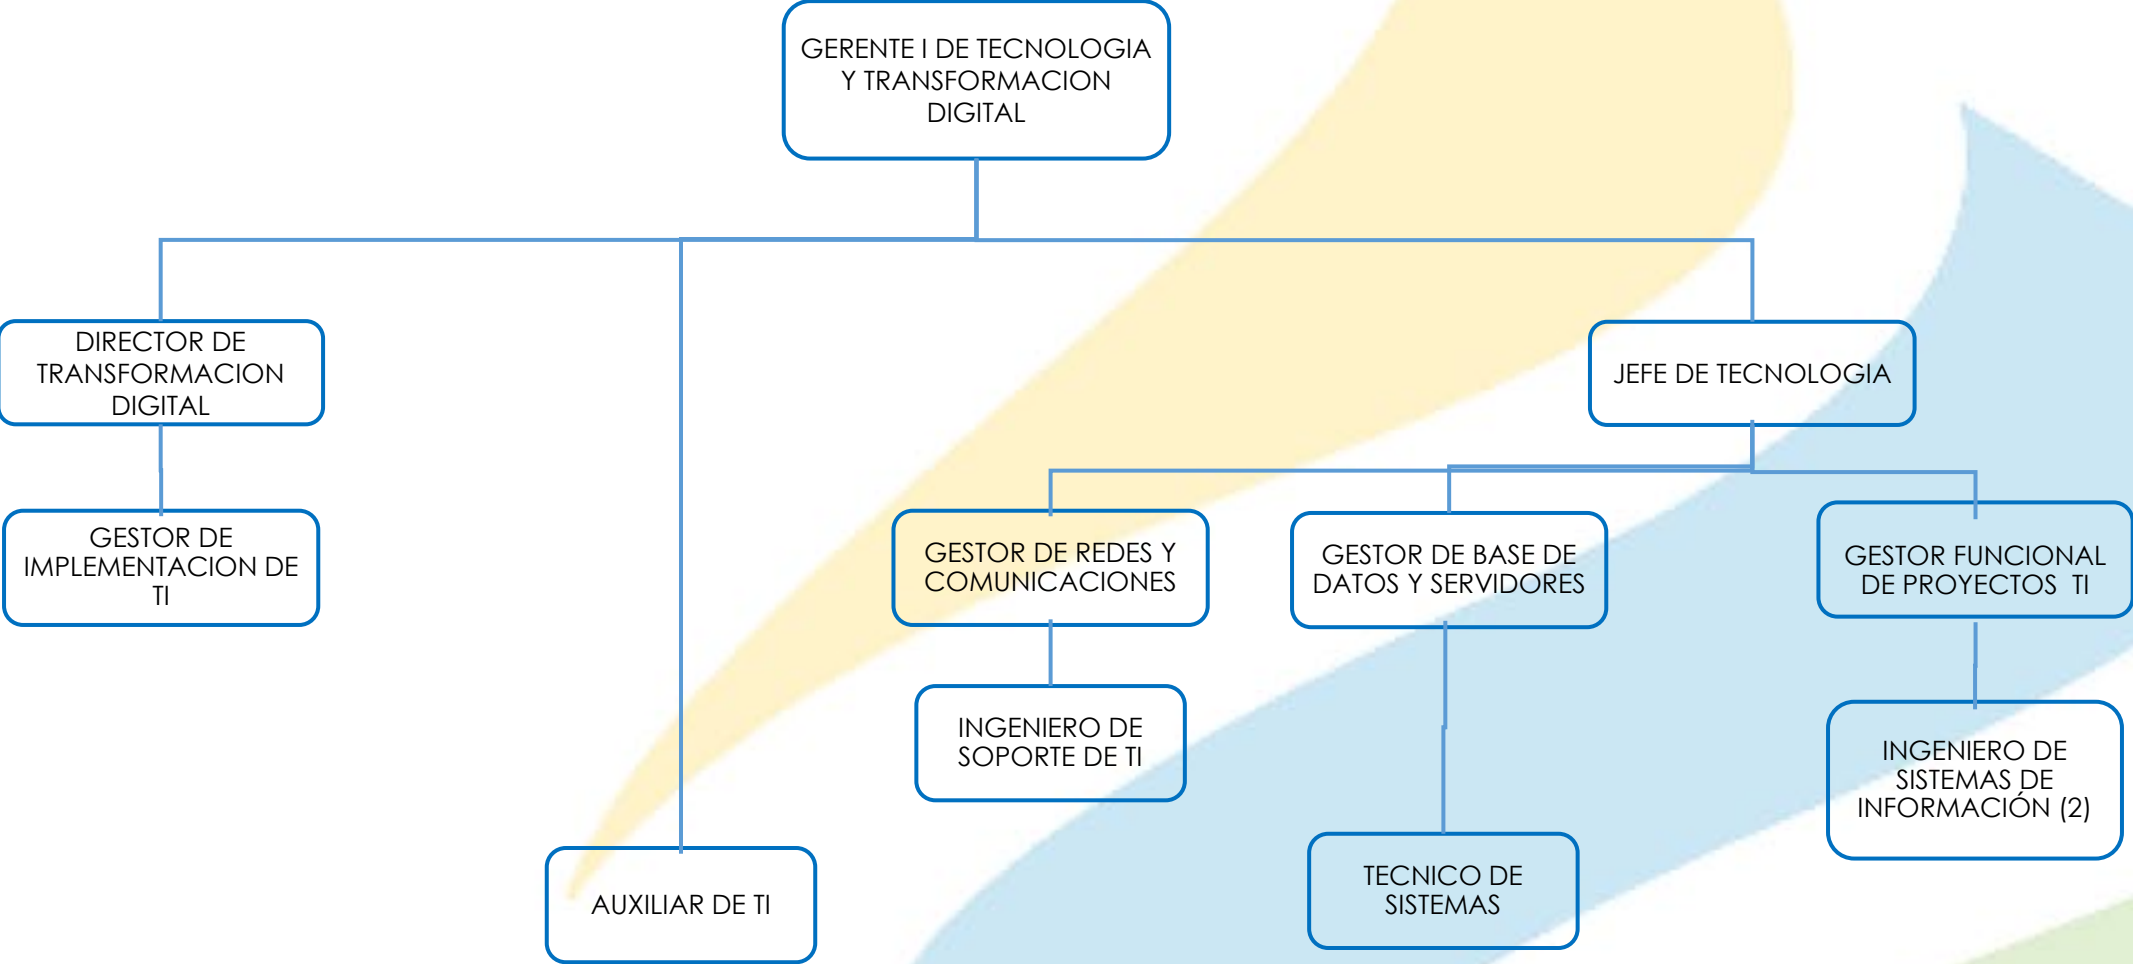 GERENTE I DE TECNOLOGIA
Y TRANSFORMACION
DIGITAL
DIRECTOR DE
TRANSFORMACION
DIGITAL
JEFE DE TECNOLOGIA
GESTOR DE
IMPLEMENTACION DE
TI
GESTOR DE REDES Y
COMUNICACIONES
GESTOR DE BASE DE
DATOS Y SERVIDORES
GESTOR FUNCIONAL
DE PROYECTOS  TI
INGENIERO DE
SOPORTE DE TI
INGENIERO DE
SISTEMAS DE
INFORMACIÓN (2)
AUXILIAR DE TI
TECNICO DE
SISTEMAS